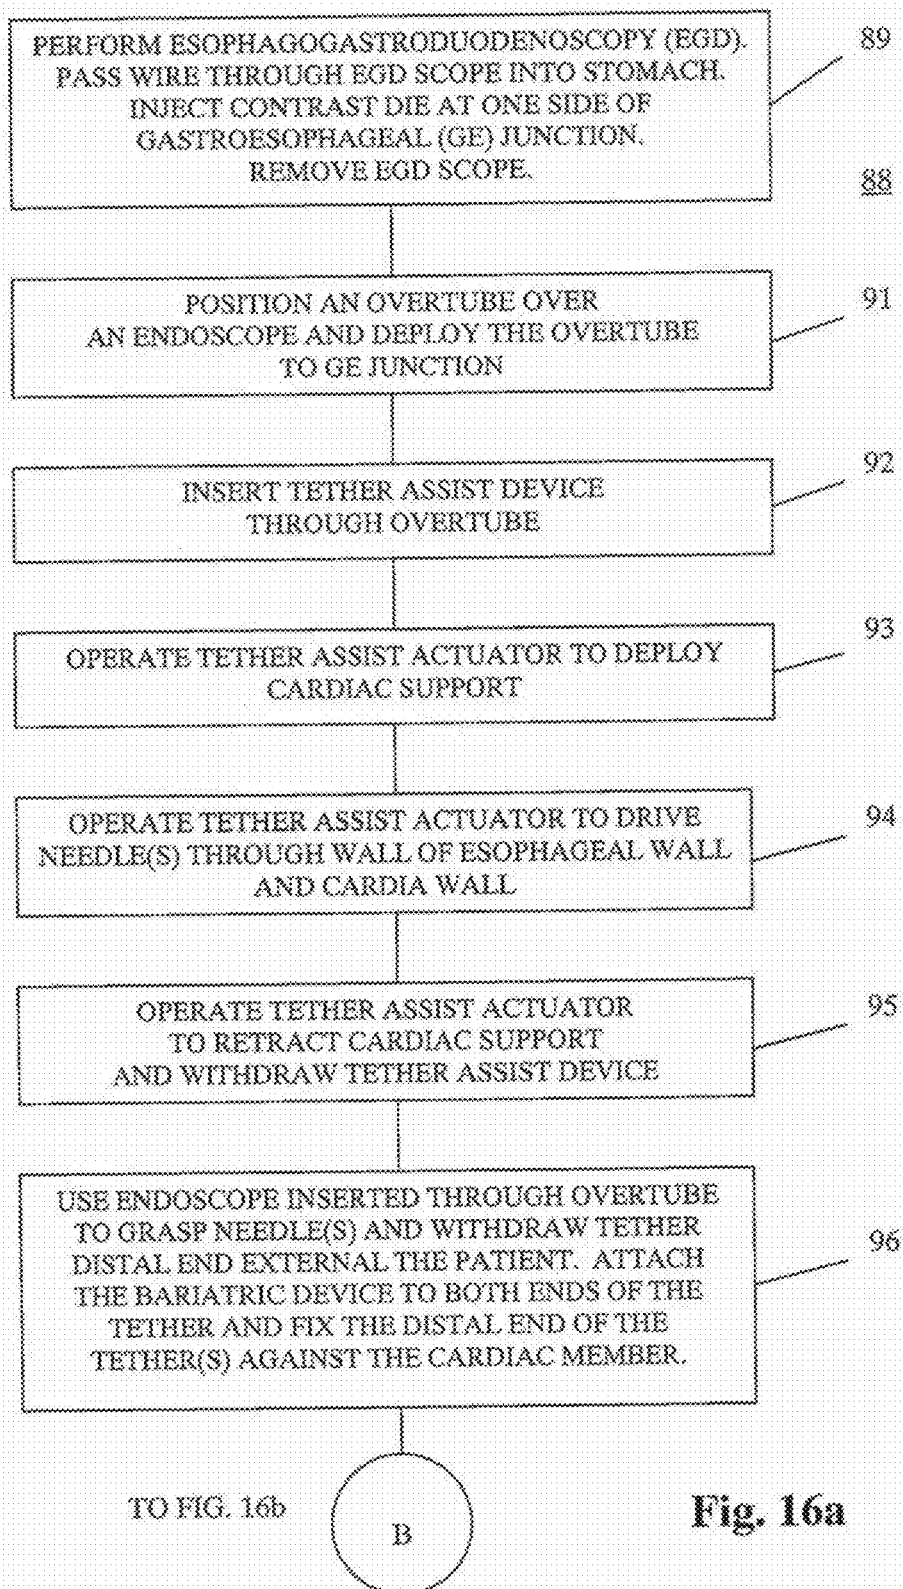 PERFORM ESOPHAGOGASTRODUODENOSCOPY (EGD).
PASS WIRE THROUGH EGD SCOPE INTO STOMACH.
INJECT CONTRAST DIE AT ONE SIDE OF
GASTROESOPHAGEAL (GE) JUNCTION.
REMOVE EGD SCOPE.
89
88
POSITION AN OVERTUBE OVER
AN ENDOSCOPE AND DEPLOY THE OVERTUBE
TO GE JUNCTION
91
INSERT TETHER ASSIST DEVICE
THROUGH OVERTUBE
92
OPERATE TETHER ASSIST ACTUATOR TO DEPLOY
CARDIAC SUPPORT
93
OPERATE TETHER ASSIST ACTUATOR TO DRIVE
NEEDLE(S) THROUGH WALL OF ESOPHAGEAL WALL
AND CARDIA WALL
94
OPERATE TETHER ASSIST ACTUATOR
TO RETRACT CARDIAC SUPPORT
AND WITHDRAW TETHER ASSIST DEVICE
95
USE ENDOSCOPE INSERTED THROUGH OVERTUBE
TO GRASP NEEDLE(S) AND WITHDRAW TETHER
DISTAL END EXTERNAL THE PATIENT. ATTACH
THE BARIATRIC DEVICE TO BOTH ENDS OF THE
TETHER AND FIX THE DISTAL END OF THE
TETHER(S) AGAINST THE CARDIAC MEMBER.
96
TO FIG. 16b
B
Fig. 16a